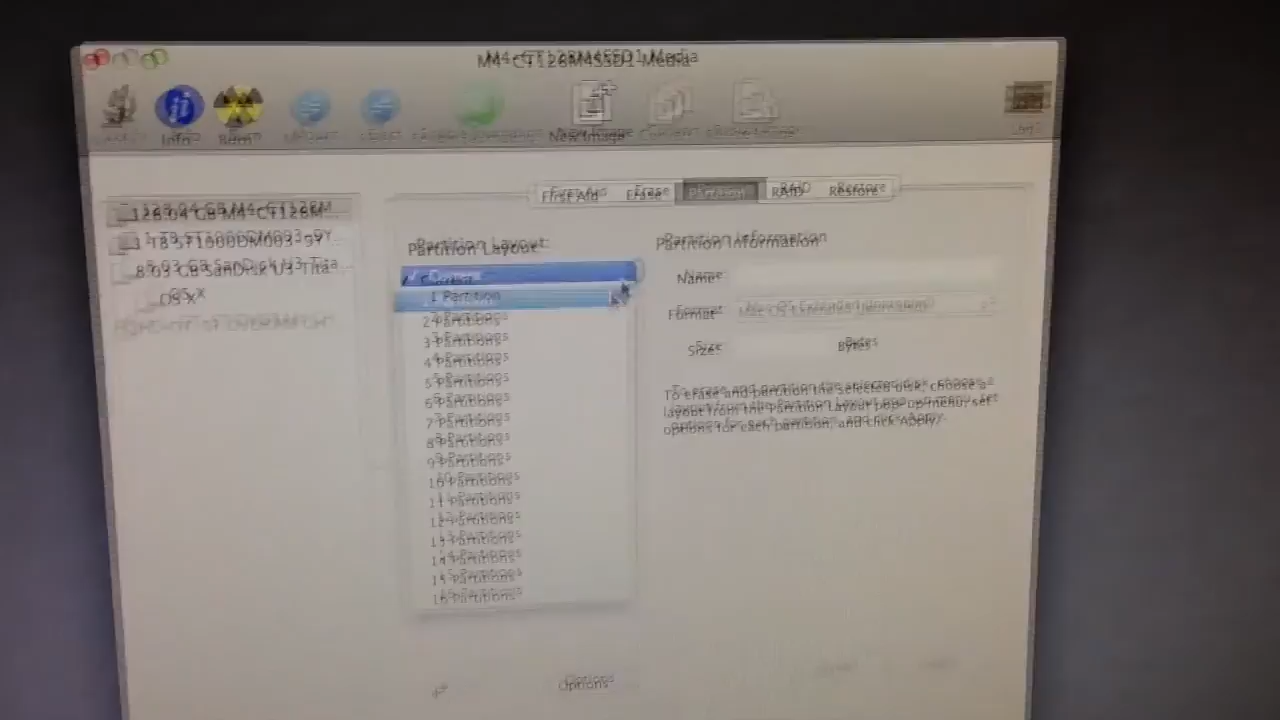 M4-CT128M4SSD1 Media
Info
Burn
New Image
First Aid
Erase
Partition
RAID
Restore
128.04 GB M4-CT128M...
1 TB ST1000DM003-9Y...
8.03 GB SanDisk U3 Tita...
OS X
Partition Layout:
Current
1 Partition
2 Partitions
3 Partitions
4 Partitions
5 Partitions
6 Partitions
7 Partitions
8 Partitions
9 Partitions
10 Partitions
11 Partitions
12 Partitions
13 Partitions
14 Partitions
15 Partitions
16 Partitions
Options
Partition Information
Name:
Format: Mac OS Extended (Journaled)
Size:
Bytes
To erase and partition the selected disk, choose a
layout from the Partition Layout pop-up menu, set
options for each partition, and click Apply.